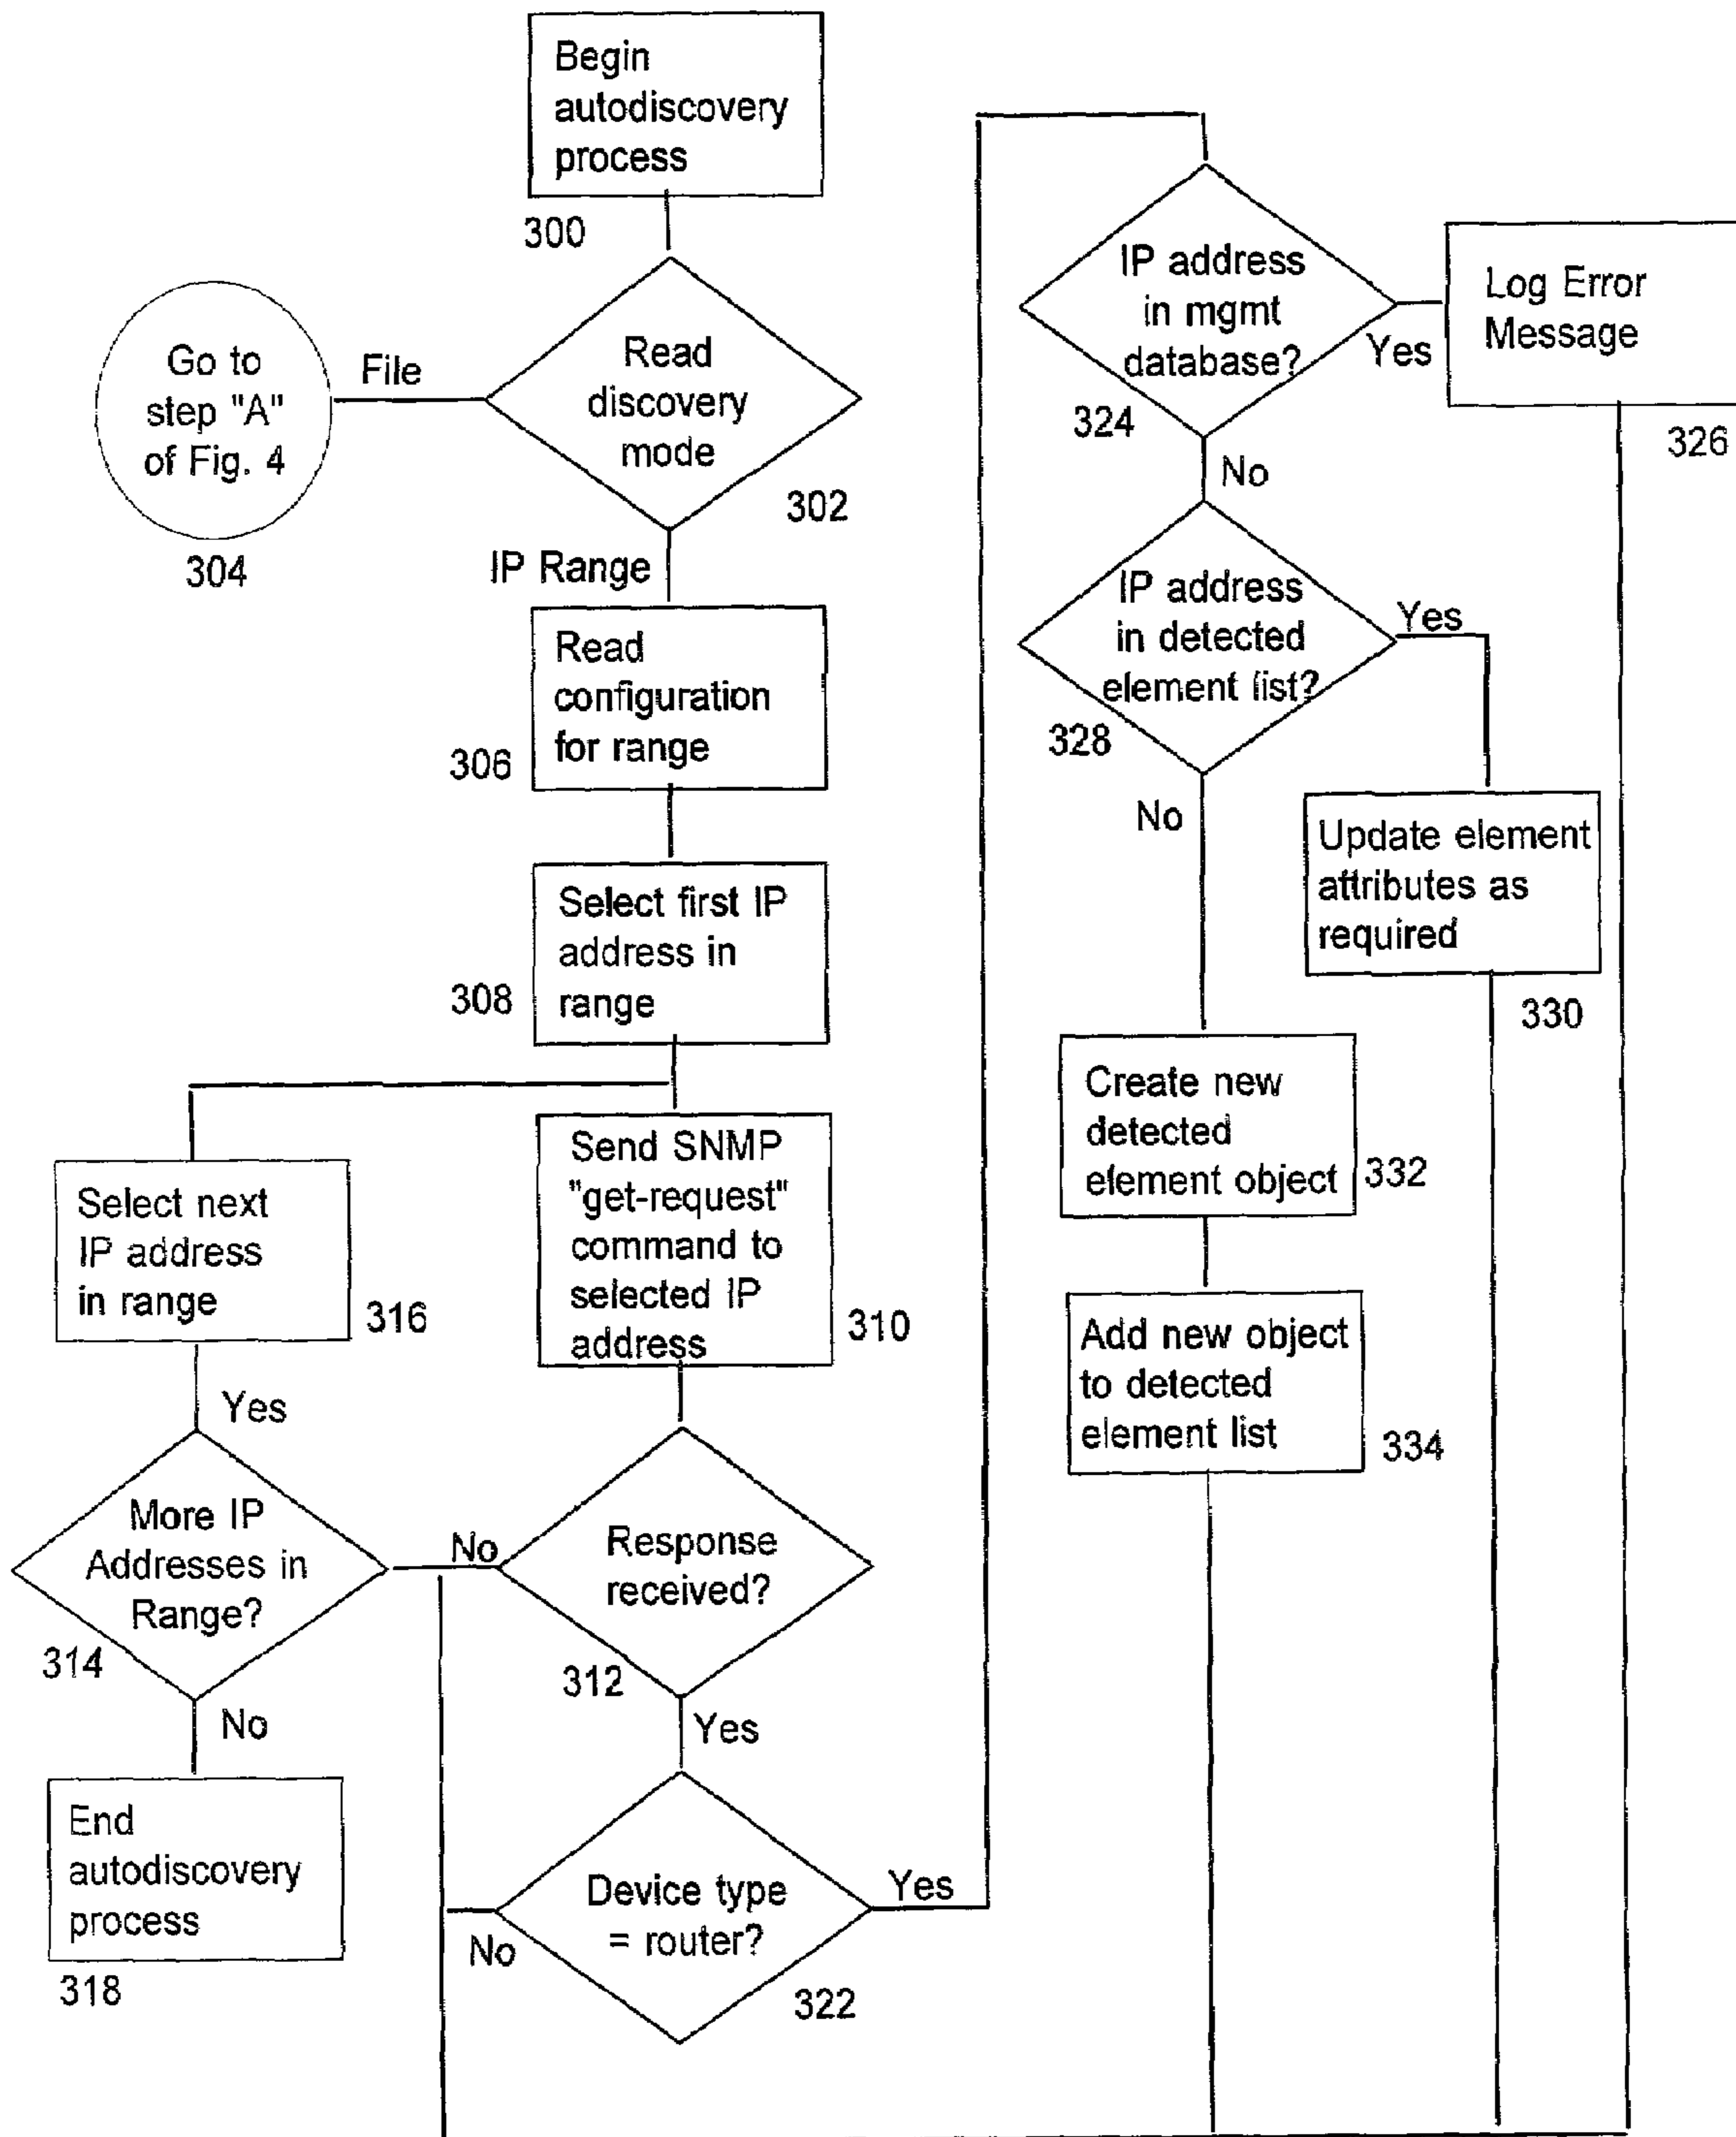 Begin
autodiscovery
process
300
Read
discovery
mode
302
File
Go to
step "A"
of Fig. 4
304
IP Range
Read
configuration
for range
306
Select first IP
address in
range
308
Send SNMP
"get-request"
command to
selected IP
address
310
Select next
IP address
in range
316
Yes
More IP
Addresses in
Range?
314
No
Response
received?
312
No
End
autodiscovery
process
318
Yes
Device type
= router?
322
No
Yes
IP address
in mgmt
database?
324
Yes
Log Error
Message
326
No
IP address
in detected
element list?
328
Yes
Update element
attributes as
required
330
No
Create new
detected
element object
332
Add new object
to detected
element list
334